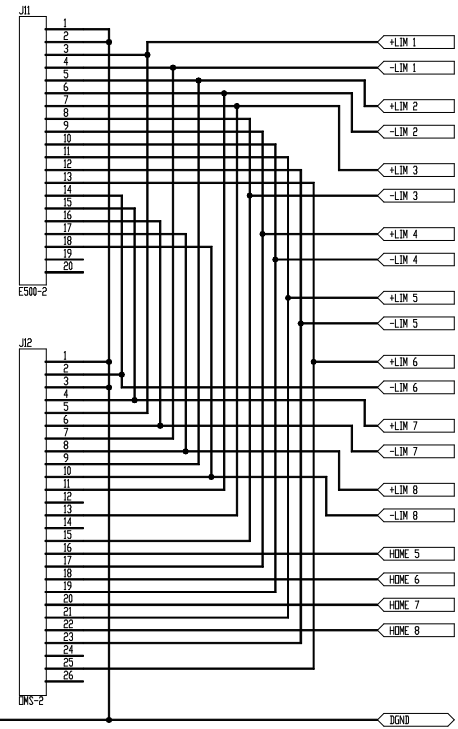 J11
1
2
3
4
5
6
7
8
9
10
11
12
13
14
15
16
17
18
19
20
E500-2
J12
1
2
3
4
5
6
7
8
9
10
11
12
13
14
15
16
17
18
19
20
21
22
23
24
25
26
OMS-2
+LIM 1
-LIM 1
+LIM 2
-LIM 2
+LIM 3
-LIM 3
+LIM 4
-LIM 4
+LIM 5
-LIM 5
+LIM 6
-LIM 6
+LIM 7
-LIM 7
+LIM 8
-LIM 8
HOME 5
HOME 6
HOME 7
HOME 8
DGND